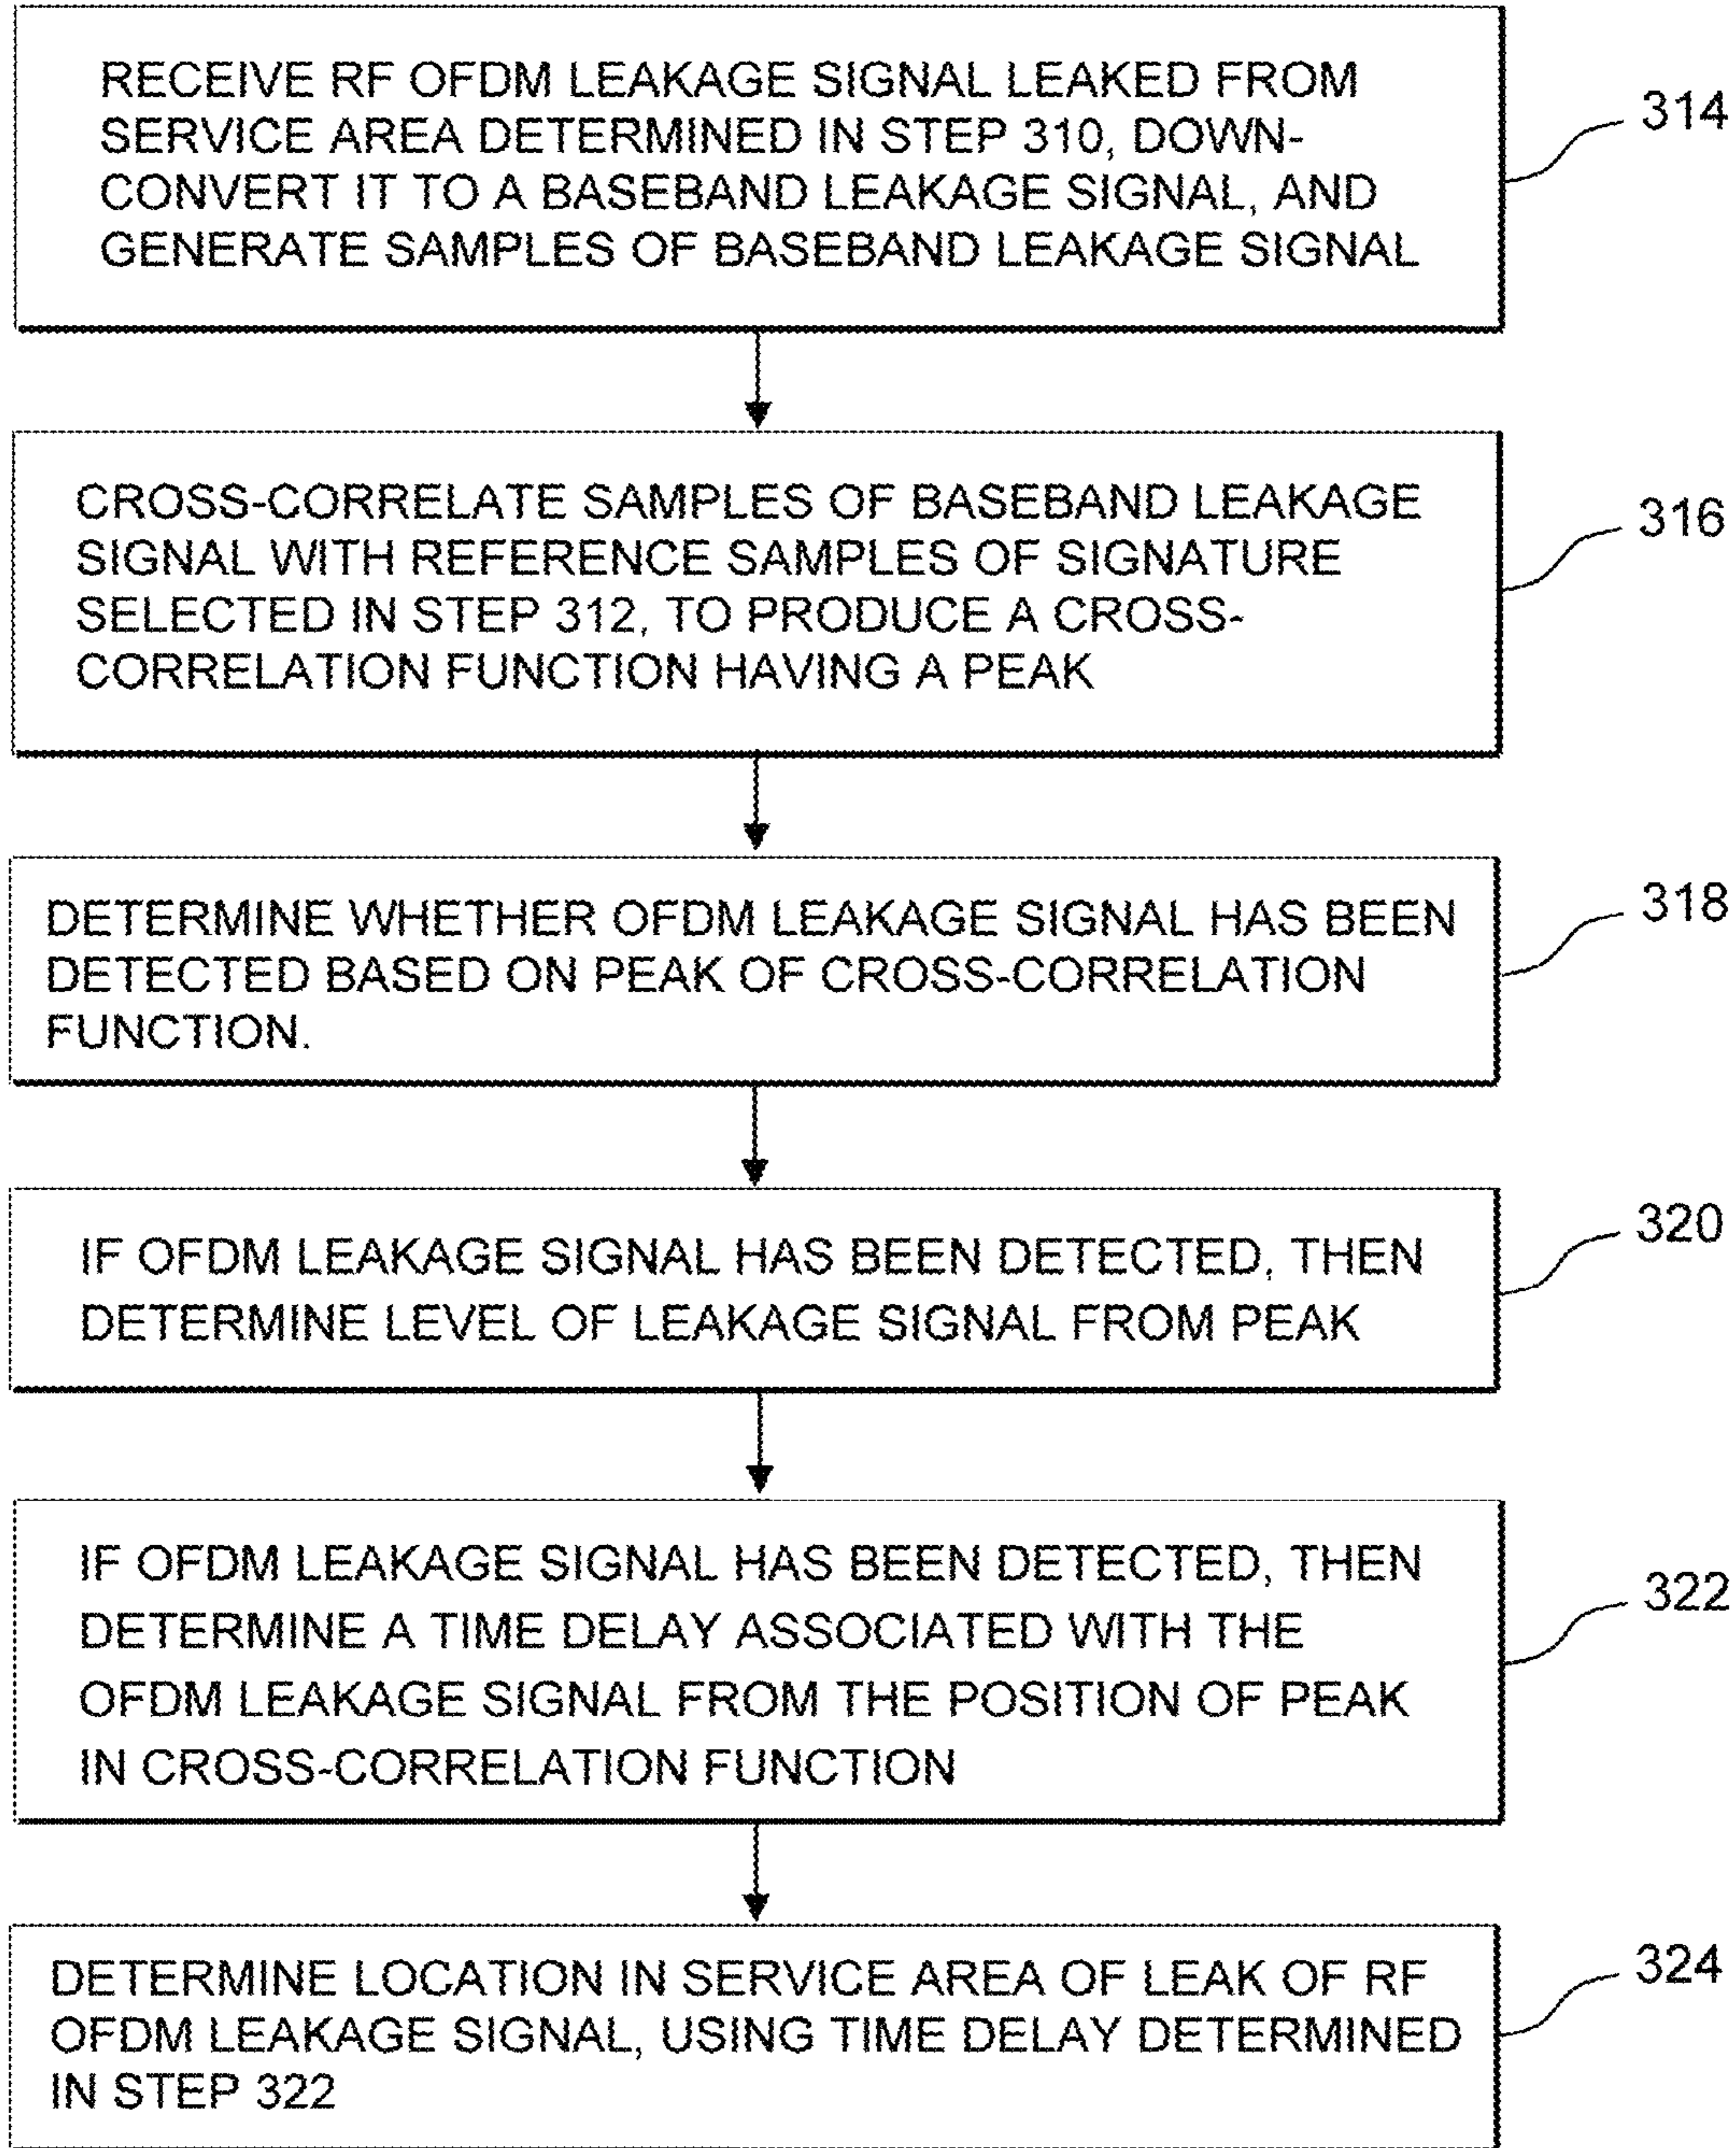 RECEIVE RF OFDM LEAKAGE SIGNAL LEAKED FROM
SERVICE AREA DETERMINED IN STEP 310, DOWN-
CONVERT IT TO A BASEBAND LEAKAGE SIGNAL, AND
GENERATE SAMPLES OF BASEBAND LEAKAGE SIGNAL
314
CROSS-CORRELATE SAMPLES OF BASEBAND LEAKAGE
SIGNAL WITH REFERENCE SAMPLES OF SIGNATURE
SELECTED IN STEP 312, TO PRODUCE A CROSS-
CORRELATION FUNCTION HAVING A PEAK
316
DETERMINE WHETHER OFDM LEAKAGE SIGNAL HAS BEEN
DETECTED BASED ON PEAK OF CROSS-CORRELATION
FUNCTION.
318
IF OFDM LEAKAGE SIGNAL HAS BEEN DETECTED, THEN
DETERMINE LEVEL OF LEAKAGE SIGNAL FROM PEAK
320
IF OFDM LEAKAGE SIGNAL HAS BEEN DETECTED, THEN
DETERMINE A TIME DELAY ASSOCIATED WITH THE
OFDM LEAKAGE SIGNAL FROM THE POSITION OF PEAK
IN CROSS-CORRELATION FUNCTION
322
DETERMINE LOCATION IN SERVICE AREA OF LEAK OF RF
OFDM LEAKAGE SIGNAL, USING TIME DELAY DETERMINED
IN STEP 322
324